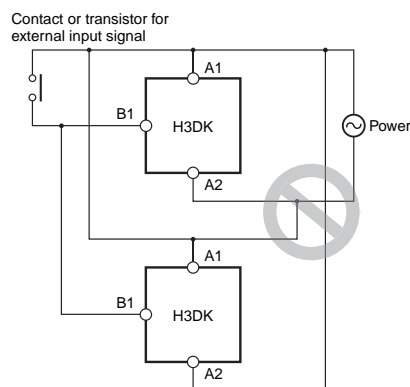 Contact or transistor for
external input signal
A1
B1
H3DK
Power
A2
A1
B1
H3DK
A2